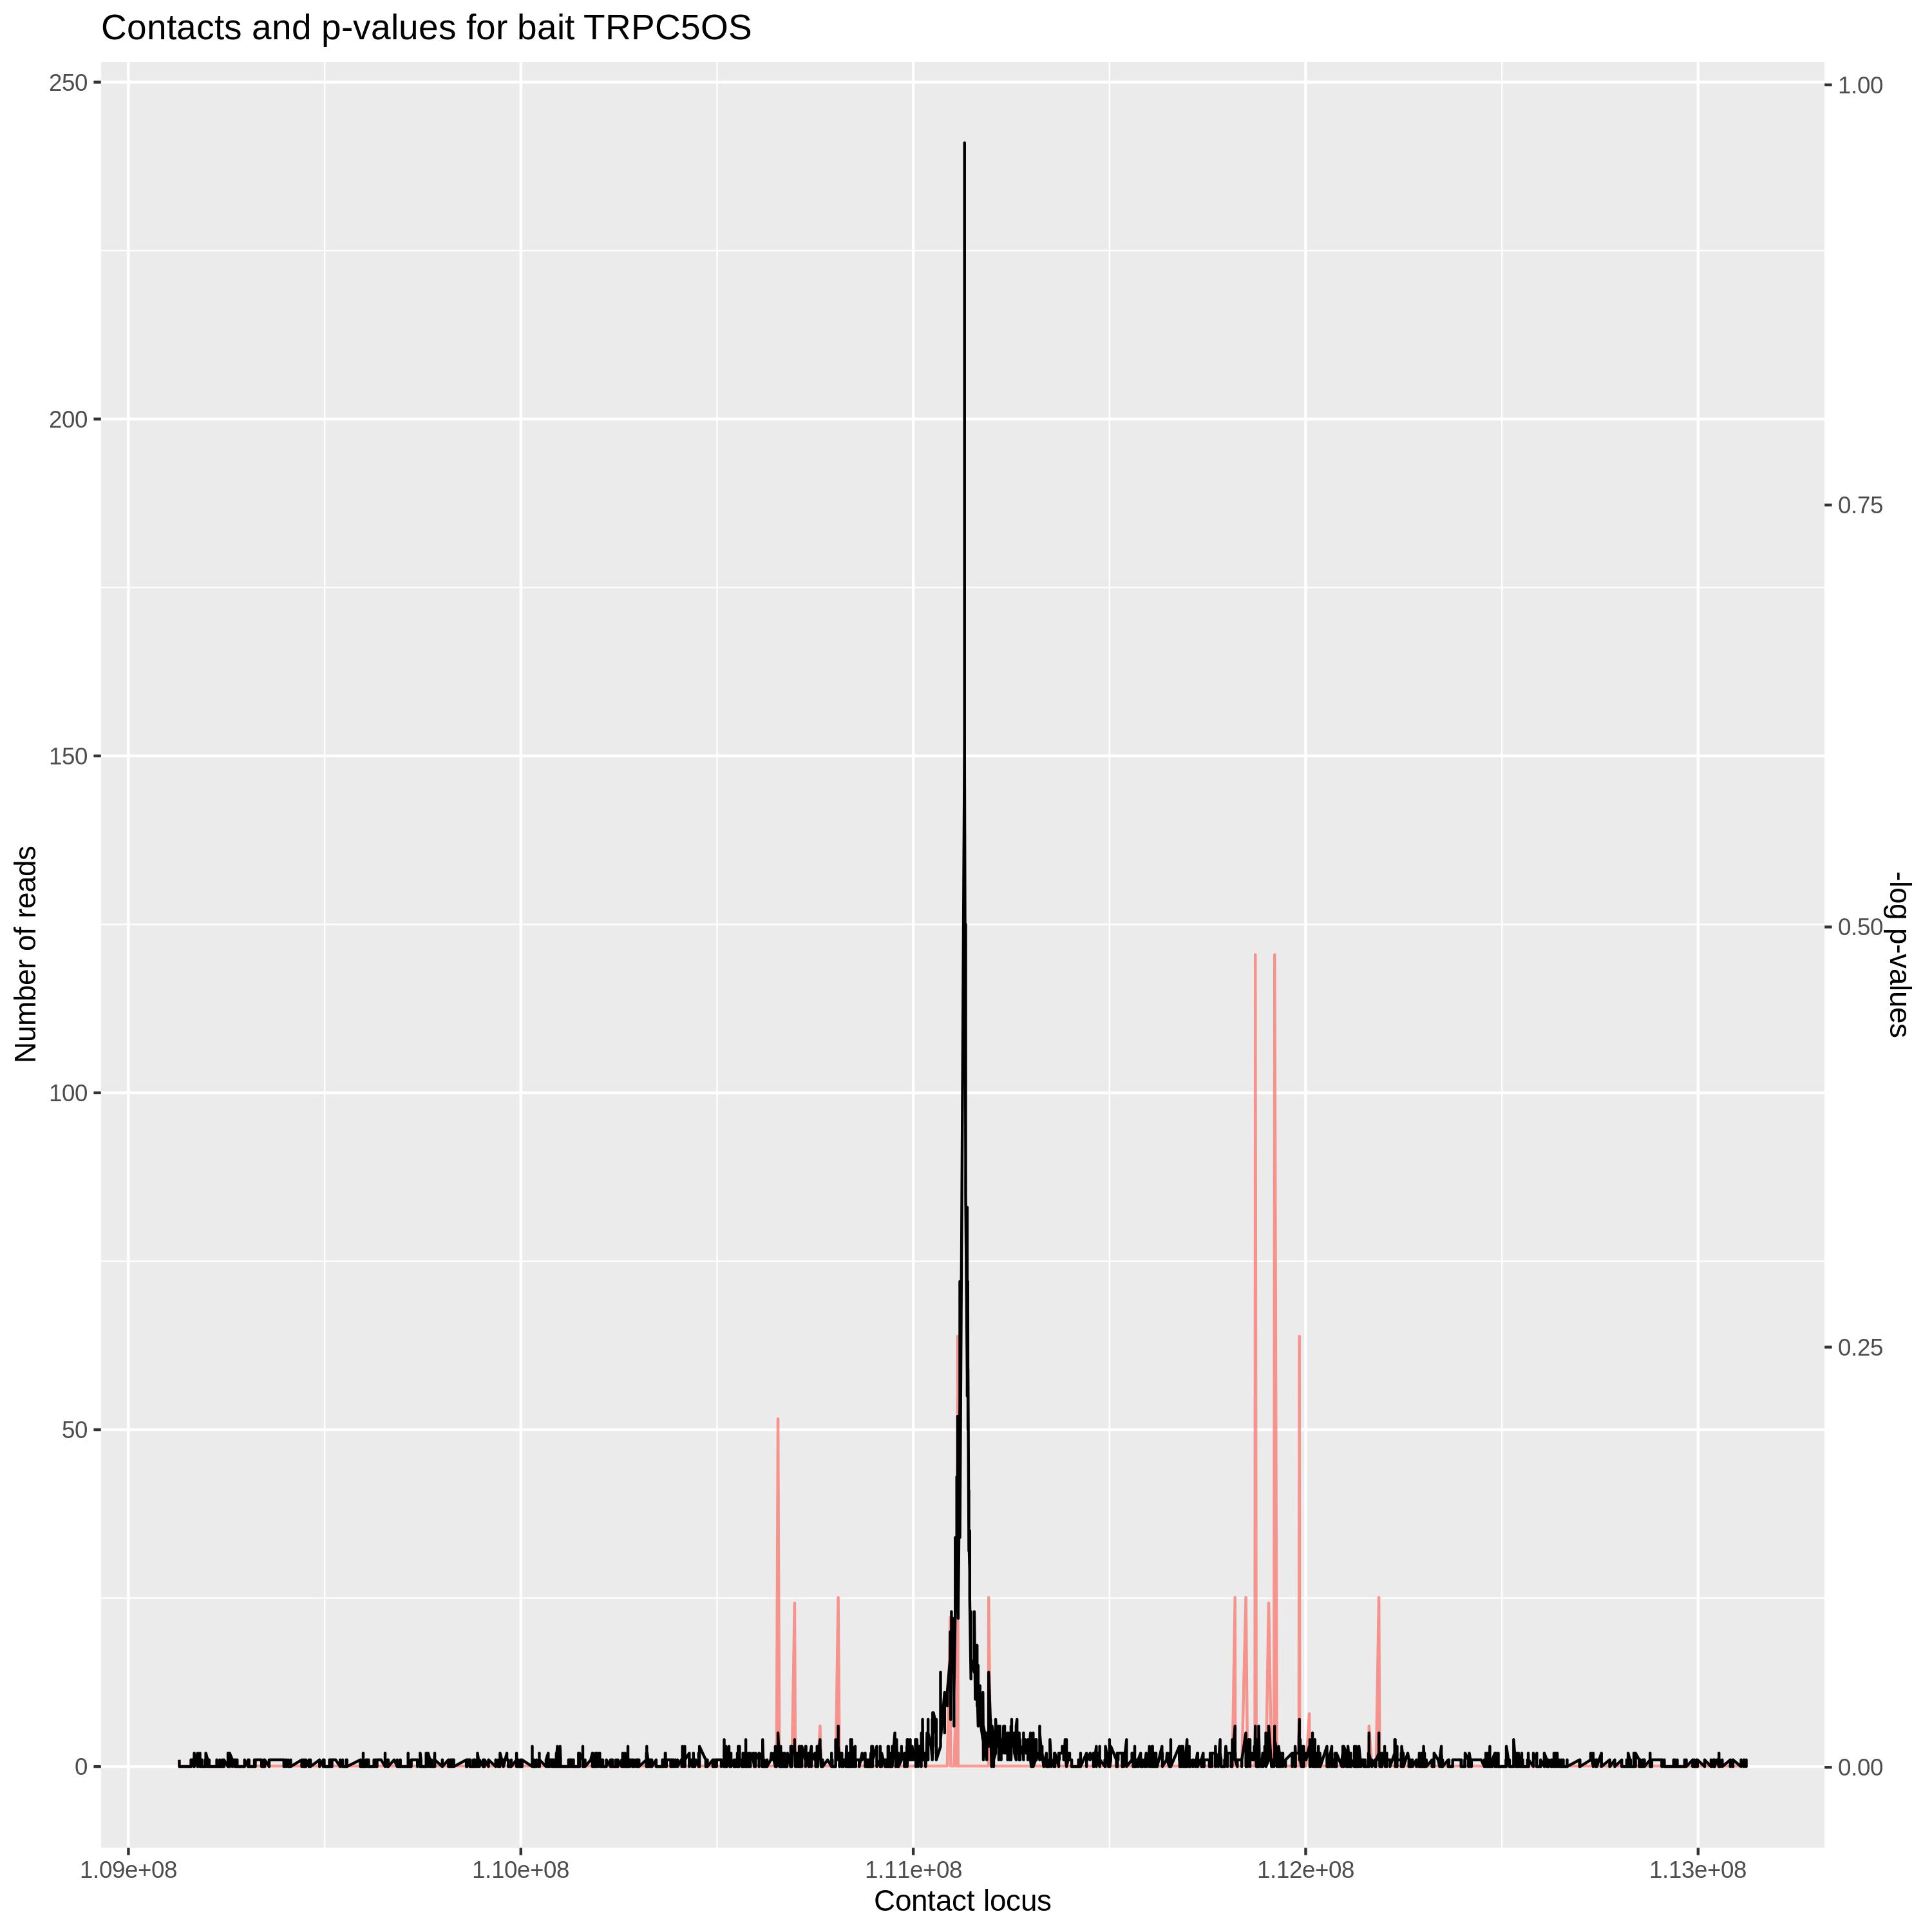 Contacts and p-values for bait TRPC5OS
250
200
150
100
50
0
Number of reads
1.00
0.75
0.50
0.25
0.00
-log p-values
1.09e+08
1.10e+08
1.11e+08
1.12e+08
1.13e+08
Contact locus